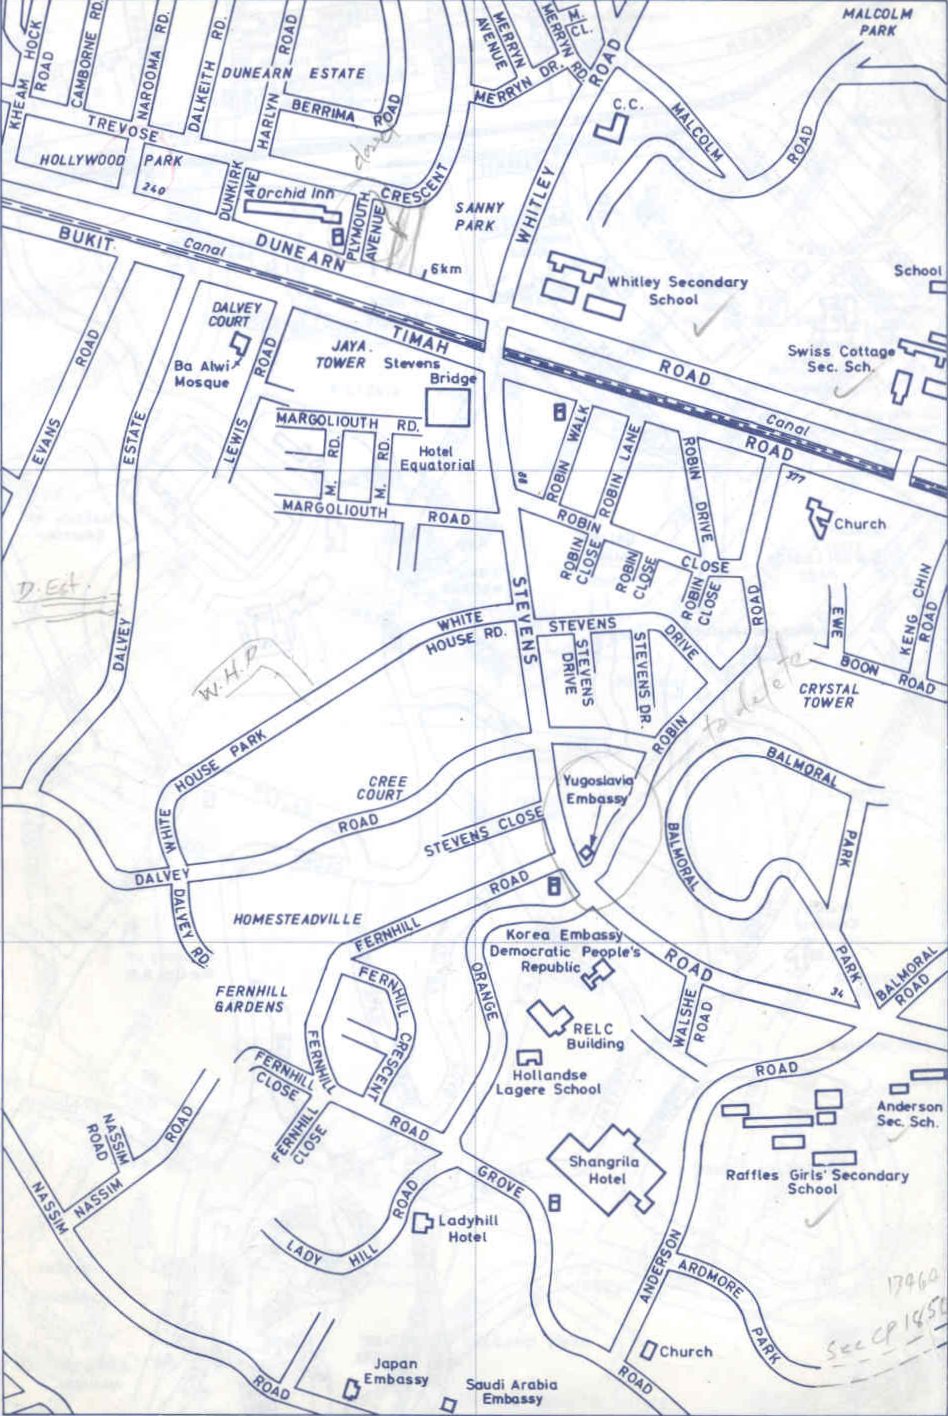 MALCOLM
PARK
KHEAM HOCK
ROAD
CAMBORNE RD.
NAROOMA RD.
DALKEITH RD.
HARLYN ROAD
DUNEARN ESTATE
BERRIMA ROAD
MERRYN
AVENUE
MERRYN
MERRYN DR. RD.
CL.
WHITLEY ROAD
C.C.
MALCOLM ROAD
TREVOSE
HOLLYWOOD PARK
240
DUNKIRK
AVE
Orchid Inn
PLYMOUTH
AVENUE
CRESCENT
SANNY
PARK
BUKIT
Canal
DUNEARN
6km
Whitley Secondary
School
School
DALVEY
COURT
Ba Alwi
Mosque
JAYA
TOWER
TIMAH
Stevens
Bridge
ROAD
Swiss Cottage
Sec. Sch.
Canal
ROAD
377
EVANS ROAD
DALVEY ESTATE
LEWIS ROAD
MARGOLIOUTH RD.
M. RD.
M. RD.
Hotel
Equatorial
MARGOLIOUTH ROAD
88
ROBIN WALK
ROBIN LANE
ROBIN DRIVE
ROBIN
CLOSE
ROBIN
CLOSE
ROBIN
CLOSE
ROBIN
CLOSE
Church
D. Est.
EWE
BOON ROAD
KENG CHIN
ROAD
CRYSTAL
TOWER
WHITE
HOUSE RD.
STEVENS
STEVENS
DRIVE
STEVENS
DRIVE
STEVENS DR.
ROBIN ROAD
W.H.P
to delete
WHITE HOUSE PARK
CREE
COURT
DALVEY ROAD
STEVENS CLOSE
Yugoslavia
Embassy
BALMORAL
BALMORAL
PARK
PARK
DALVEY RD.
HOMESTEADVILLE
FERNHILL ROAD
Korea Embassy
Democratic People's
Republic
ROAD
34
BALMORAL
ROAD
FERNHILL
GARDENS
FERNHILL
CRESCENT
ORANGE
RELC
Building
WALSHE
ROAD
Hollandse
Lagere School
ROAD
FERNHILL
FERNHILL
CLOSE
FERNHILL
CLOSE
ROAD
Anderson
Sec. Sch.
NASSIM
ROAD
NASSIM ROAD
NASSIM
Shangrila
Hotel
Raffles Girls' Secondary
School
GROVE
LADY HILL ROAD
Ladyhill
Hotel
ANDERSON
ARDMORE
PARK
See CP 185
Church
ROAD
Japan
Embassy
Saudi Arabia
Embassy
ROAD